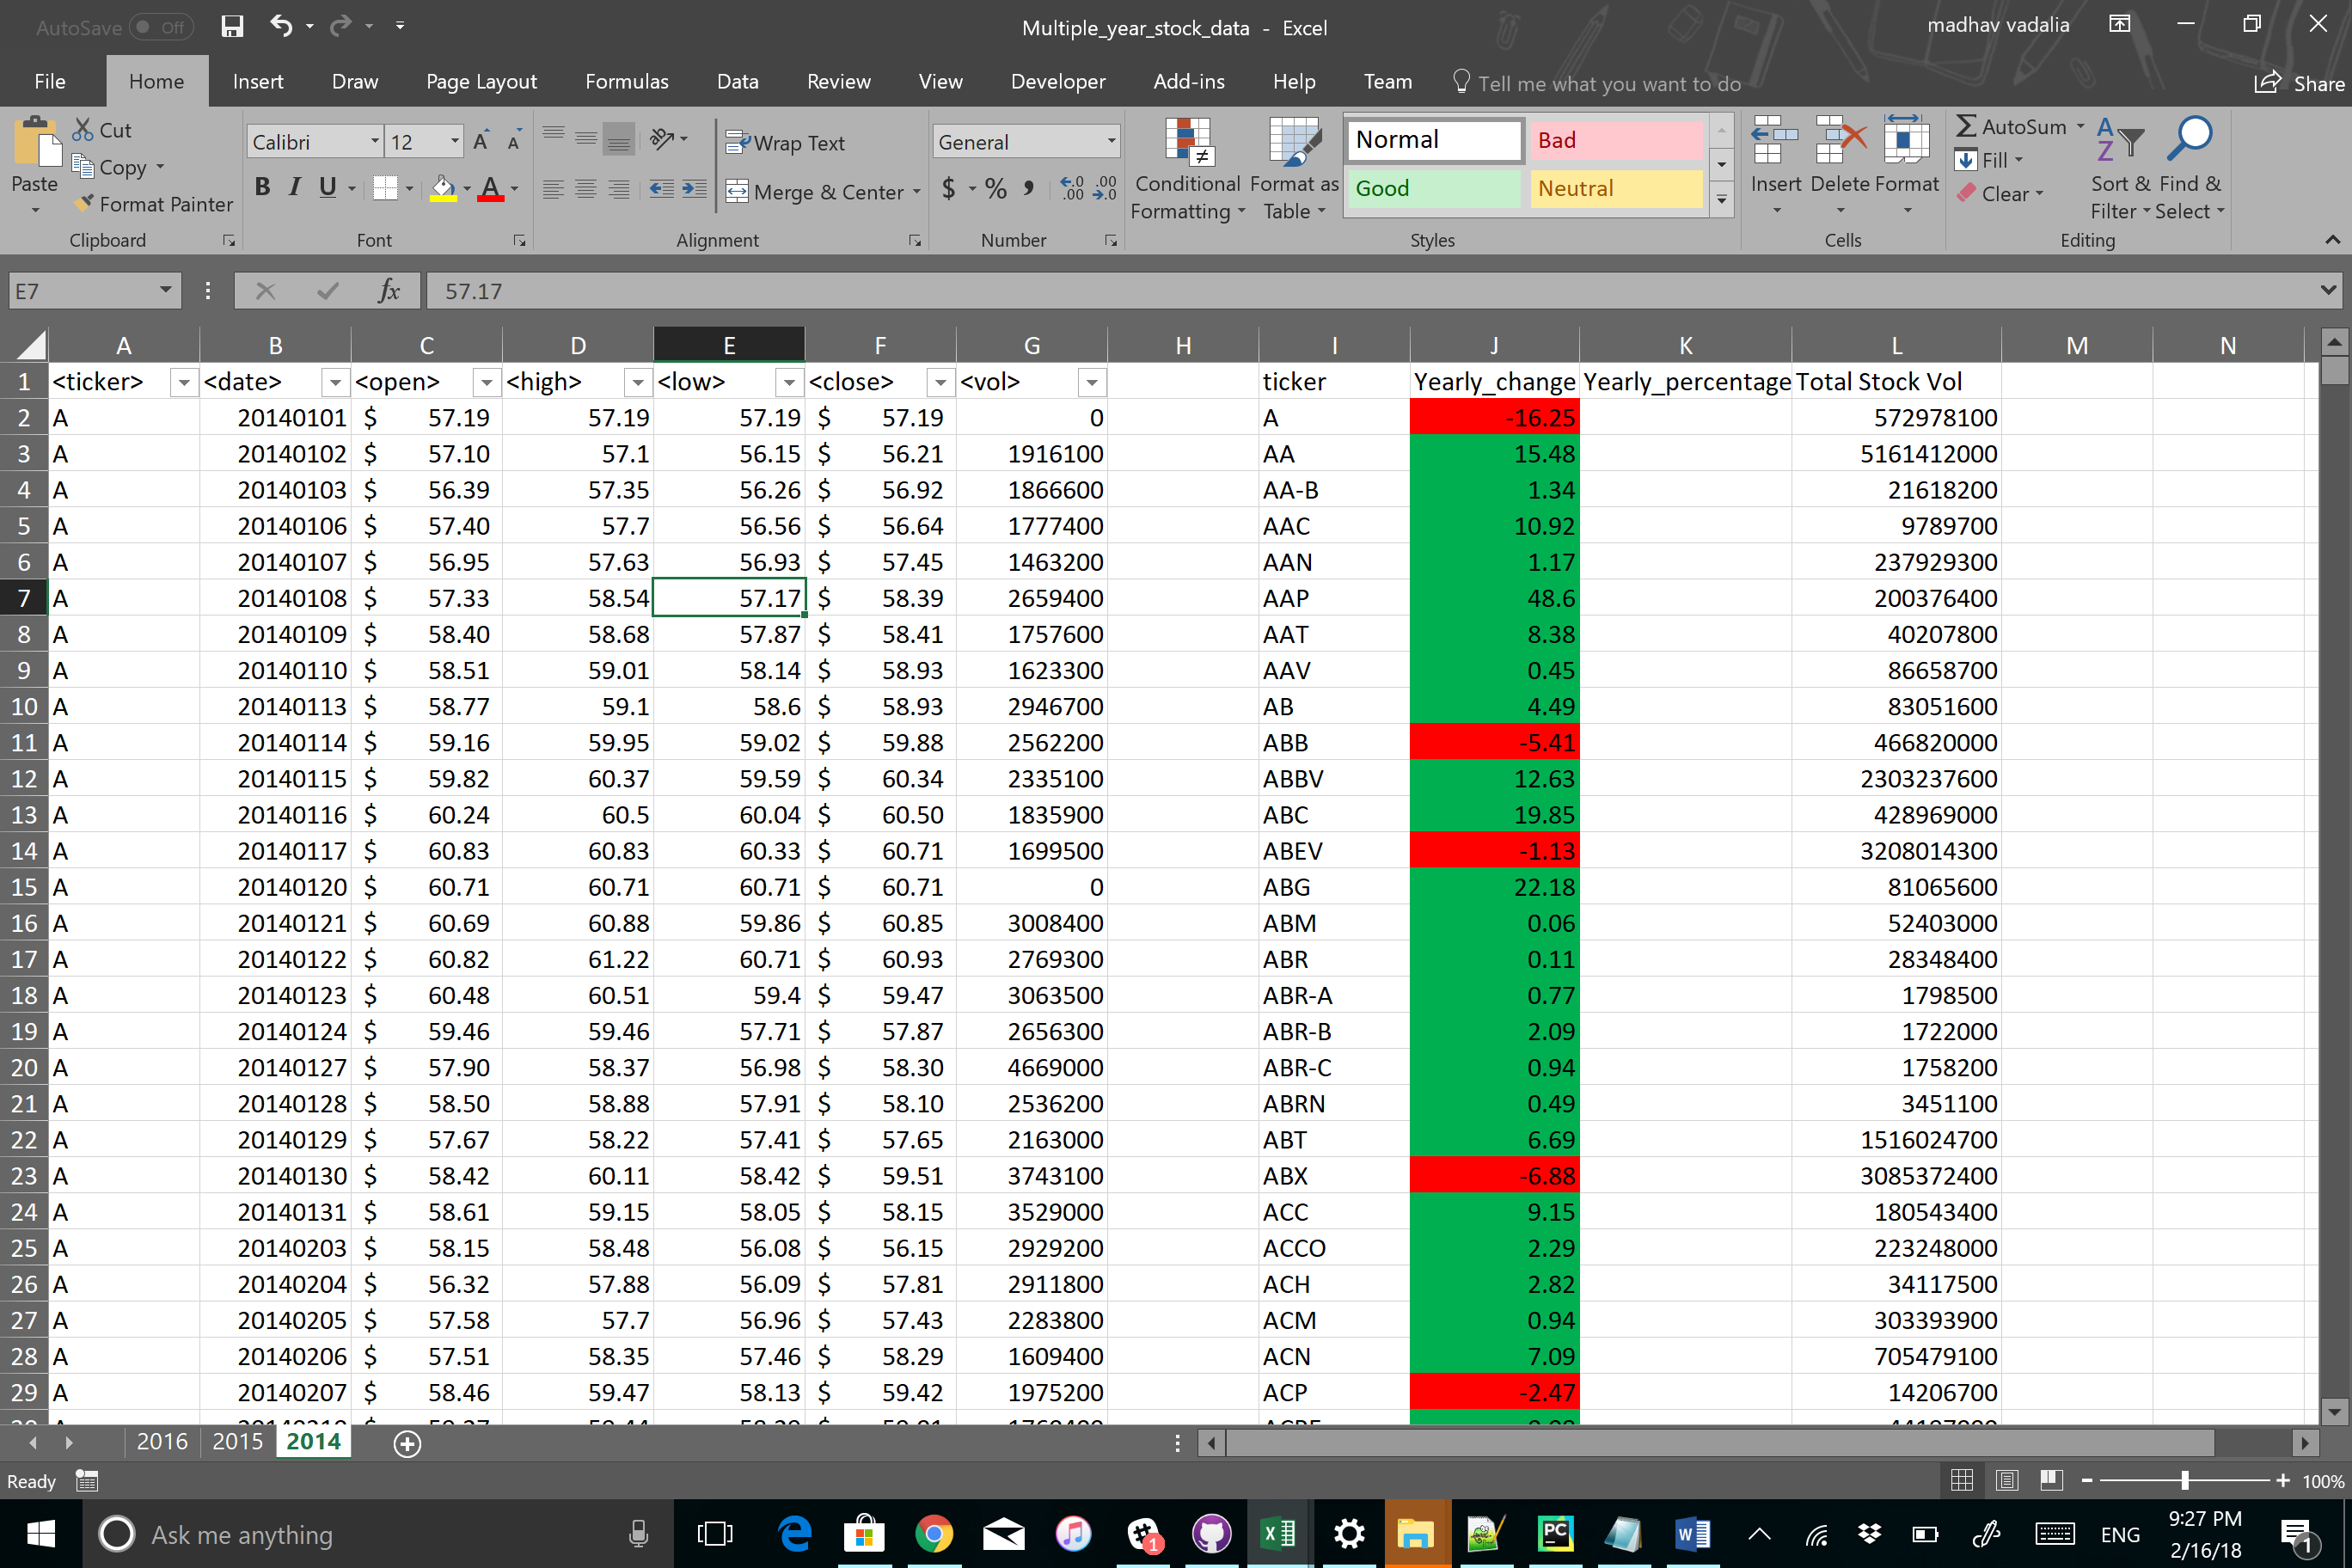 AutoSave Off Multiple_year_stock_data - Excel madhav vadalia
File Home Insert Draw Page Layout Formulas Data Review View Developer Add-ins Help Team Tell me what you want to do Share
Cut
Copy
Format Painter
Paste
Clipboard
Calibri 12 A A
B I U A
Font
Wrap Text
Merge & Center
Alignment
General
$ % , .0 .00 .00 .0
Number
Conditional Formatting
Format as Table
Normal Bad
Good Neutral
Styles
Insert Delete Format
Cells
AutoSum
Fill
Clear
Sort & Filter
Find & Select
Editing
E7 fx 57.17
A B C D E F G H I J K L M N
1 <ticker> <date> <open> <high> <low> <close> <vol> ticker Yearly_change Yearly_percentage Total Stock Vol
2 A 20140101 $ 57.19 57.19 57.19 $ 57.19 0 A -16.25 572978100
3 A 20140102 $ 57.10 57.1 56.15 $ 56.21 1916100 AA 15.48 5161412000
4 A 20140103 $ 56.39 57.35 56.26 $ 56.92 1866600 AA-B 1.34 21618200
5 A 20140106 $ 57.40 57.7 56.56 $ 56.64 1777400 AAC 10.92 9789700
6 A 20140107 $ 56.95 57.63 56.93 $ 57.45 1463200 AAN 1.17 237929300
7 A 20140108 $ 57.33 58.54 57.17 $ 58.39 2659400 AAP 48.6 200376400
8 A 20140109 $ 58.40 58.68 57.87 $ 58.41 1757600 AAT 8.38 40207800
9 A 20140110 $ 58.51 59.01 58.14 $ 58.93 1623300 AAV 0.45 86658700
10 A 20140113 $ 58.77 59.1 58.6 $ 58.93 2946700 AB 4.49 83051600
11 A 20140114 $ 59.16 59.95 59.02 $ 59.88 2562200 ABB -5.41 466820000
12 A 20140115 $ 59.82 60.37 59.59 $ 60.34 2335100 ABBV 12.63 2303237600
13 A 20140116 $ 60.24 60.5 60.04 $ 60.50 1835900 ABC 19.85 428969000
14 A 20140117 $ 60.83 60.83 60.33 $ 60.71 1699500 ABEV -1.13 3208014300
15 A 20140120 $ 60.71 60.71 60.71 $ 60.71 0 ABG 22.18 81065600
16 A 20140121 $ 60.69 60.88 59.86 $ 60.85 3008400 ABM 0.06 52403000
17 A 20140122 $ 60.82 61.22 60.71 $ 60.93 2769300 ABR 0.11 28348400
18 A 20140123 $ 60.48 60.51 59.4 $ 59.47 3063500 ABR-A 0.77 1798500
19 A 20140124 $ 59.46 59.46 57.71 $ 57.87 2656300 ABR-B 2.09 1722000
20 A 20140127 $ 57.90 58.37 56.98 $ 58.30 4669000 ABR-C 0.94 1758200
21 A 20140128 $ 58.50 58.88 57.91 $ 58.10 2536200 ABRN 0.49 3451100
22 A 20140129 $ 57.67 58.22 57.41 $ 57.65 2163000 ABT 6.69 1516024700
23 A 20140130 $ 58.42 60.11 58.42 $ 59.51 3743100 ABX -6.88 3085372400
24 A 20140131 $ 58.61 59.15 58.05 $ 58.15 3529000 ACC 9.15 180543400
25 A 20140203 $ 58.15 58.48 56.08 $ 56.15 2929200 ACCO 2.29 223248000
26 A 20140204 $ 56.32 57.88 56.09 $ 57.81 2911800 ACH 2.82 34117500
27 A 20140205 $ 57.58 57.7 56.96 $ 57.43 2283800 ACM 0.94 303393900
28 A 20140206 $ 57.51 58.35 57.46 $ 58.29 1609400 ACN 7.09 705479100
29 A 20140207 $ 58.46 59.47 58.13 $ 59.42 1975200 ACP -2.47 14206700
2016 2015 2014
Ready 100%
Ask me anything 1 PC ENG 9:27 PM
2/16/18 1